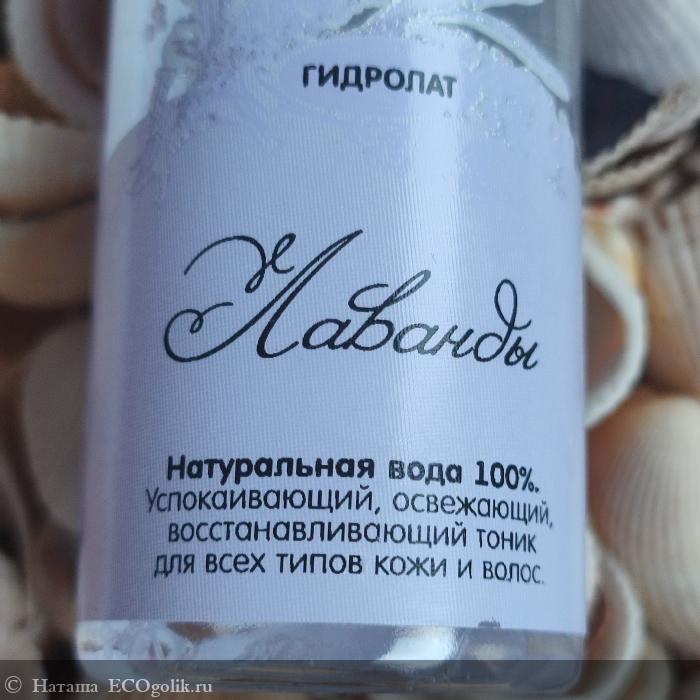 ГИДРОЛАТ
Лаванды
Натуральная вода 100%.
Успокаивающий, освежающий,
восстанавливающий тоник
для всех типов кожи и волос.
© Наташа ECOgolik.ru